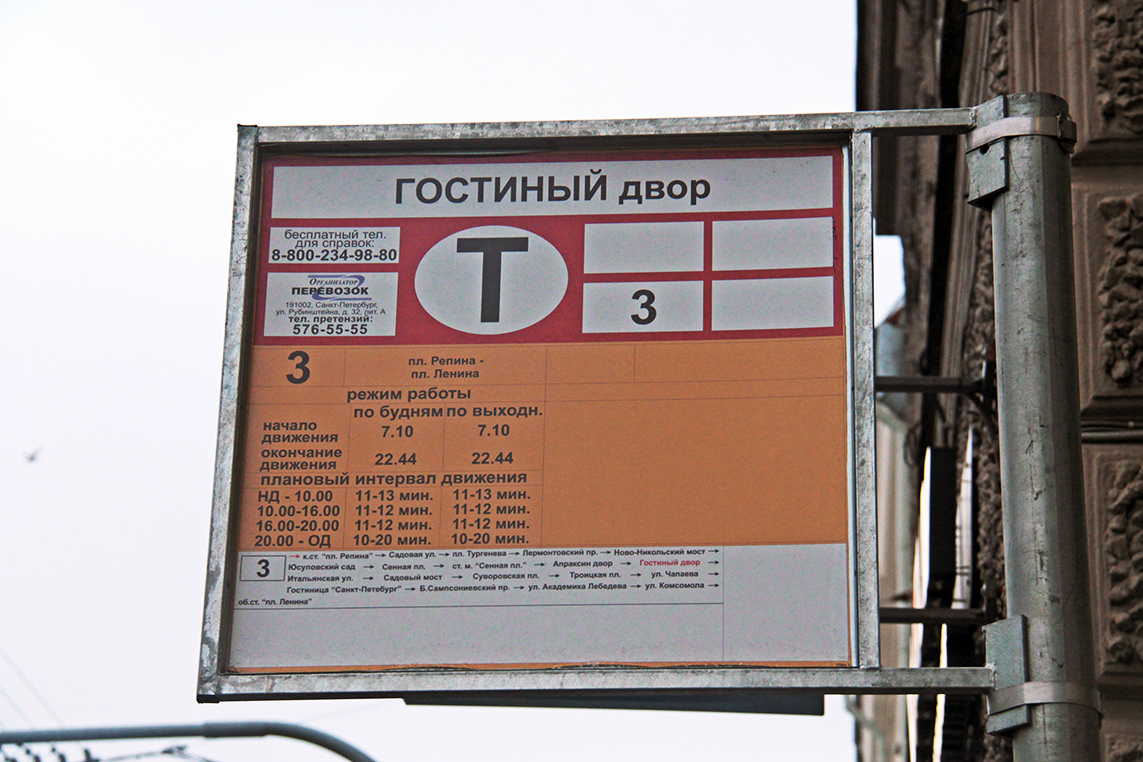 ГОСТИНЫЙ двор
бесплатный тел.
для справок:
8-800-234-98-80
ОРГАНИЗАТОР
ПЕРЕВОЗОК
191002, Санкт-Петербург,
ул. Рубинштейна, д. 32, лит. А
тел. претензий:
576-55-55
Т
3
3
пл. Репина -
пл. Ленина
режим работы
по будням по выходн.
начало движения 7.10 7.10
окончание движения 22.44 22.44
плановый интервал движения
НД - 10.00 11-13 мин. 11-13 мин.
10.00-16.00 11-12 мин. 11-12 мин.
16.00-20.00 11-12 мин. 11-12 мин.
20.00 - ОД 10-20 мин. 10-20 мин.
3
→ к.ст. "пл. Репина" → Садовая ул. → пл. Тургенева → Лермонтовский пр. → Ново-Никольский мост →
Юсуповский сад → Сенная пл. → ст. м. "Сенная пл." → Апраксин двор → Гостиный двор →
Итальянская ул. → Садовый мост → Суворовская пл. → Троицкая пл. → ул. Чапаева →
Гостиница "Санкт-Петебург" → Б.Сампсониевский пр. → ул. Академика Лебедева → ул. Комсомола →
об.ст. "пл. Ленина"